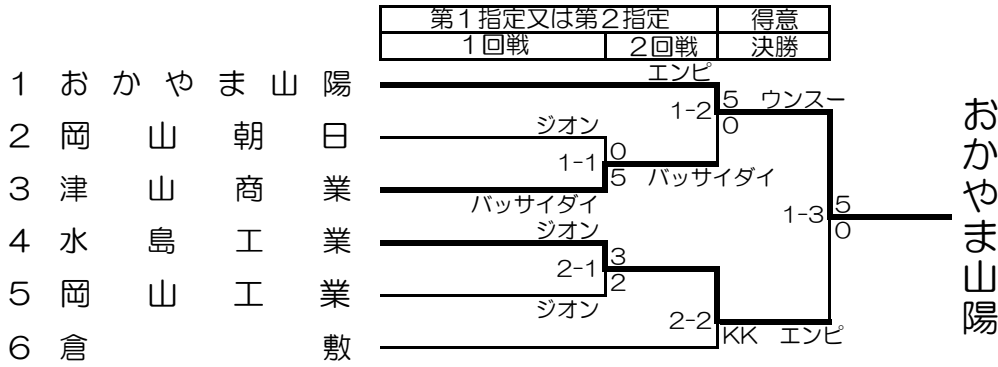 第1指定又は第2指定 得意
1回戦 2回戦 決勝
エンピ
1 おかやま山陽
1-2 5 ウンスー
0
ジオン
2 岡山朝日
1-1 0
5 バッサイダイ
3 津山商業
バッサイダイ
1-3 5
0
おかやま山陽
ジオン
4 水島工業
2-1 3
2
5 岡山工業
ジオン
2-2
KK エンピ
6 倉敷